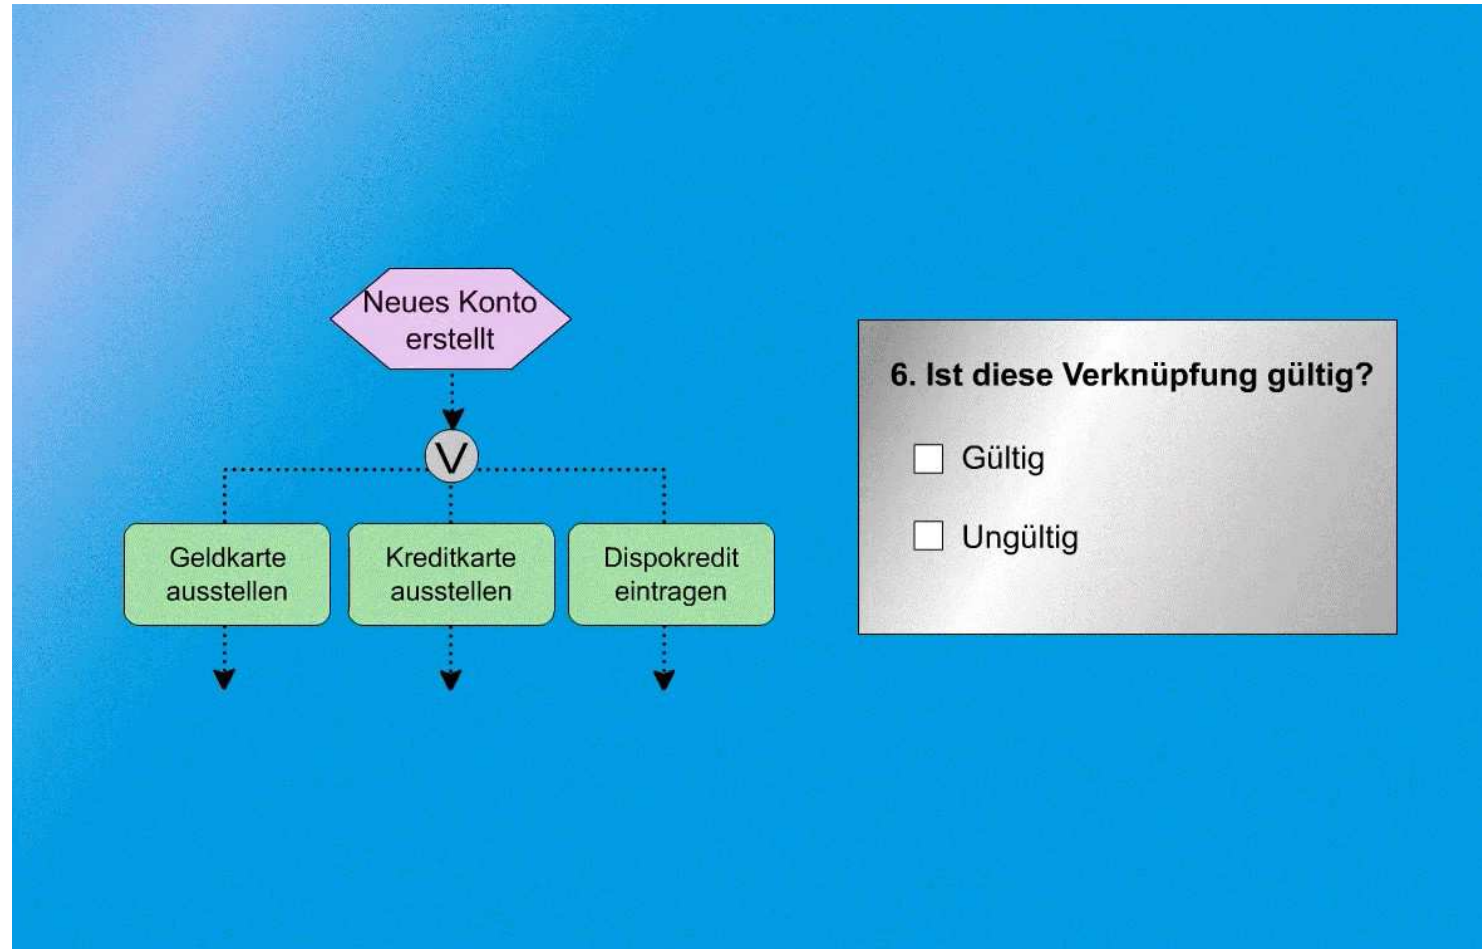 Neues Konto
erstellt
V
Geldkarte
ausstellen
Kreditkarte
ausstellen
Dispokredit
eintragen
6. Ist diese Verknüpfung gültig?
Gültig
Ungültig